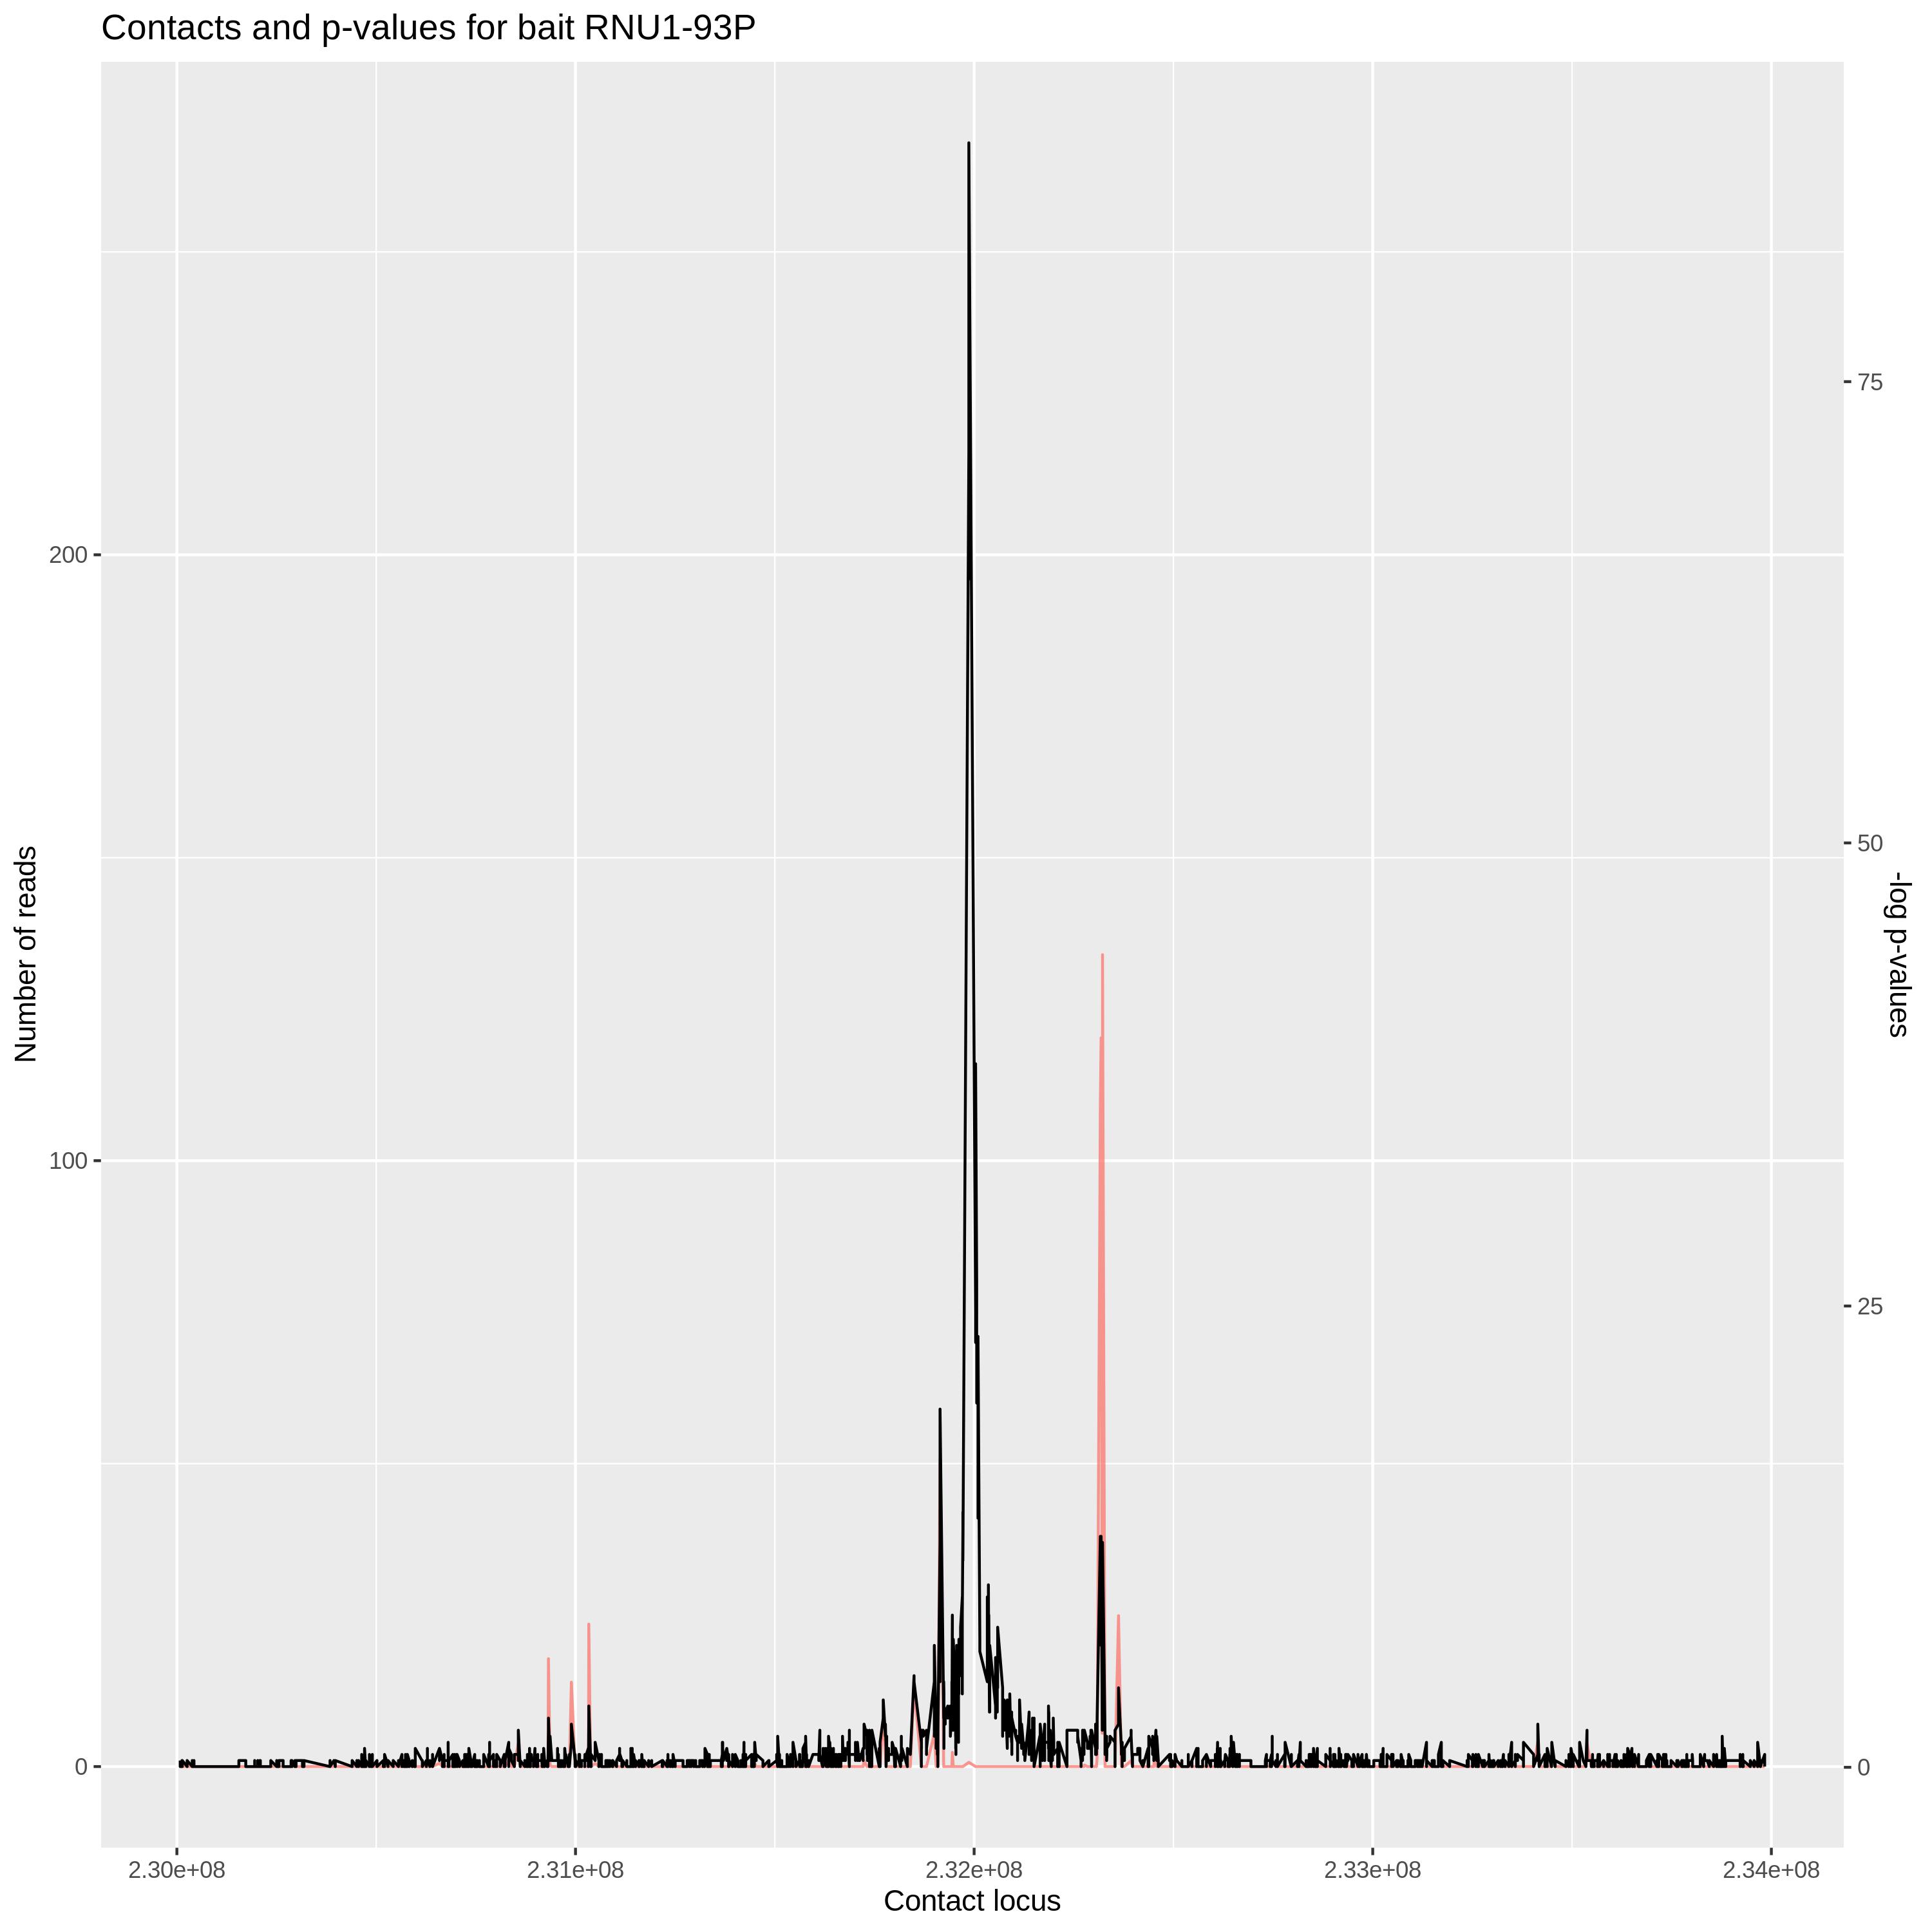 Contacts and p-values for bait RNU1-93P
Number of reads
200
100
0
75
50
25
0
-log p-values
2.30e+08
2.31e+08
2.32e+08
2.33e+08
2.34e+08
Contact locus